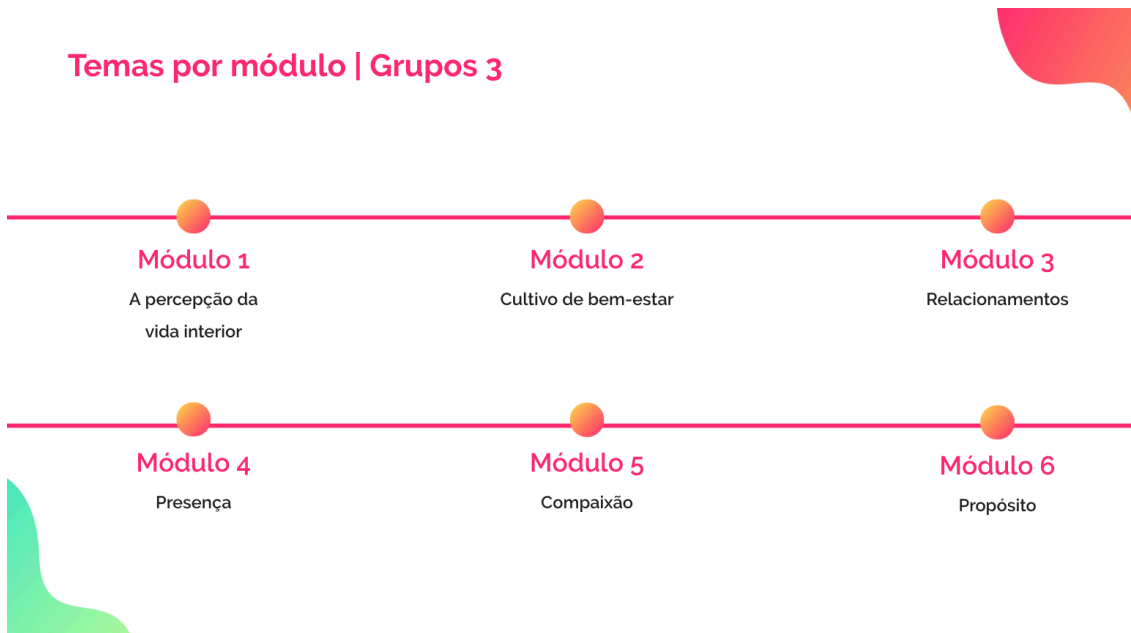 Temas por módulo | Grupos 3
Módulo 1
A percepção da
vida interior
Módulo 2
Cultivo de bem-estar
Módulo 3
Relacionamentos
Módulo 4
Presença
Módulo 5
Compaixão
Módulo 6
Propósito